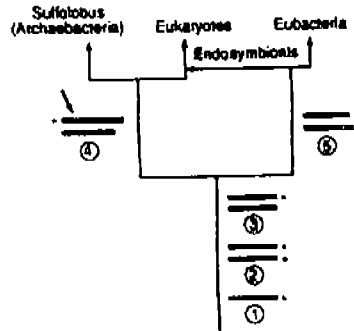 Sulfolobus Eukaryotes Eubacteria
(Archaebacteria)
Endosymbionts
④ ⑤
③
②
①